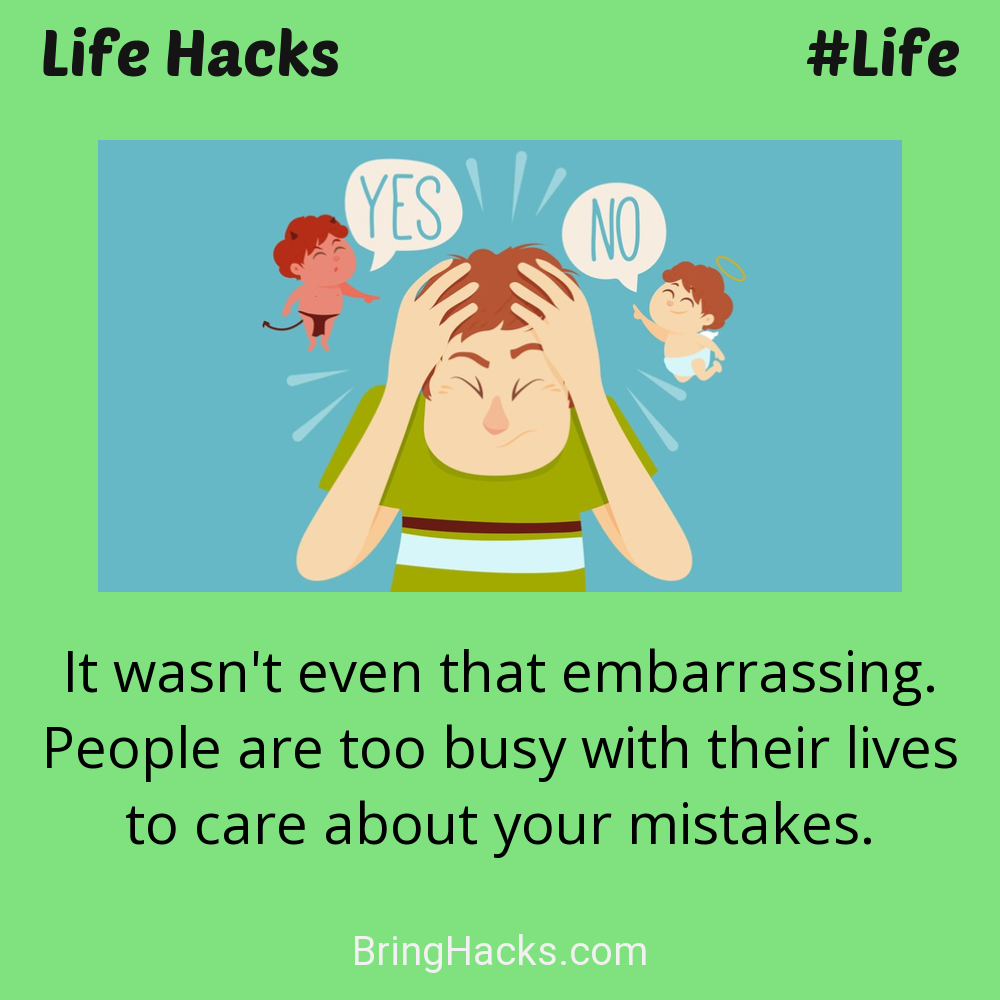 Life Hacks
#Life
YES
NO
It wasn't even that embarrassing.
People are too busy with their lives
to care about your mistakes.
BringHacks.com